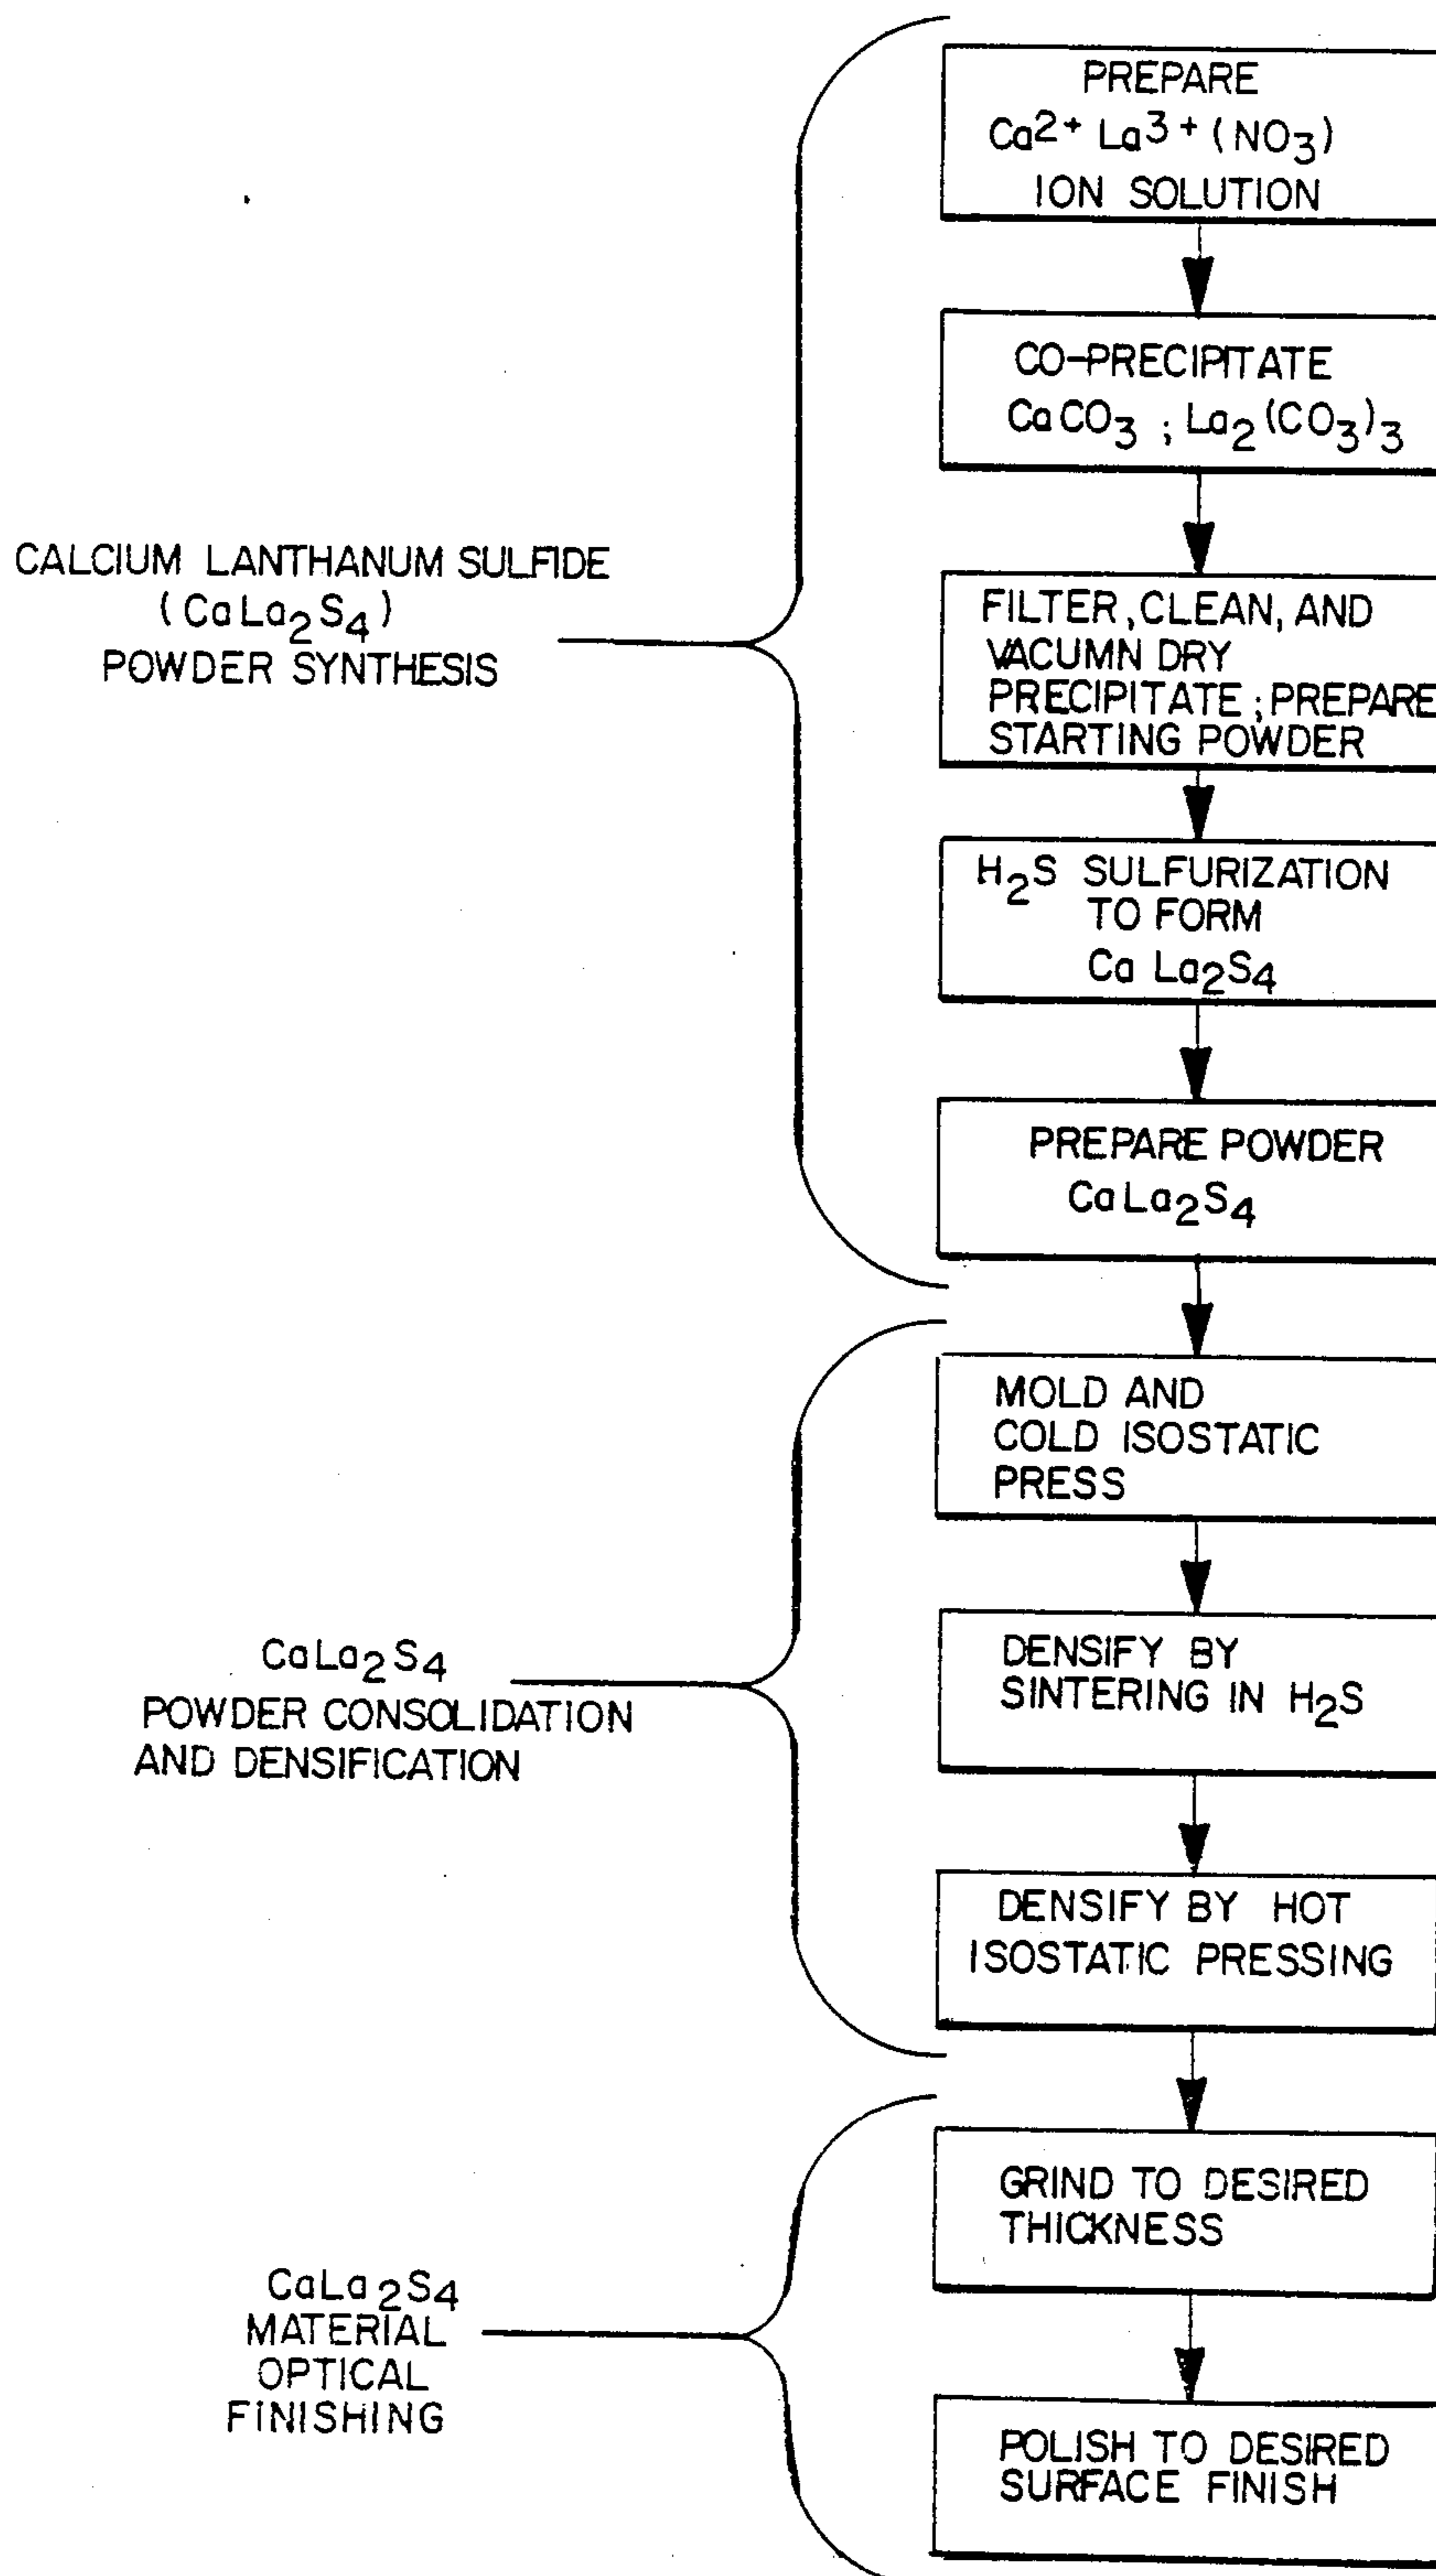 PREPARE
Ca2+ La3+ (NO3)
ION SOLUTION
CO-PRECIPITATE
CaCO3 ; La2(CO3)3
CALCIUM LANTHANUM SULFIDE
(CaLa2S4)
POWDER SYNTHESIS
FILTER, CLEAN, AND
VACUMN DRY
PRECIPITATE; PREPARE
STARTING POWDER
H2S SULFURIZATION
TO FORM
Ca La2S4
PREPARE POWDER
CaLa2S4
MOLD AND
COLD ISOSTATIC
PRESS
CaLa2S4
POWDER CONSOLIDATION
AND DENSIFICATION
DENSIFY BY
SINTERING IN H2S
DENSIFY BY HOT
ISOSTATIC PRESSING
CaLa2S4
MATERIAL
OPTICAL
FINISHING
GRIND TO DESIRED
THICKNESS
POLISH TO DESIRED
SURFACE FINISH